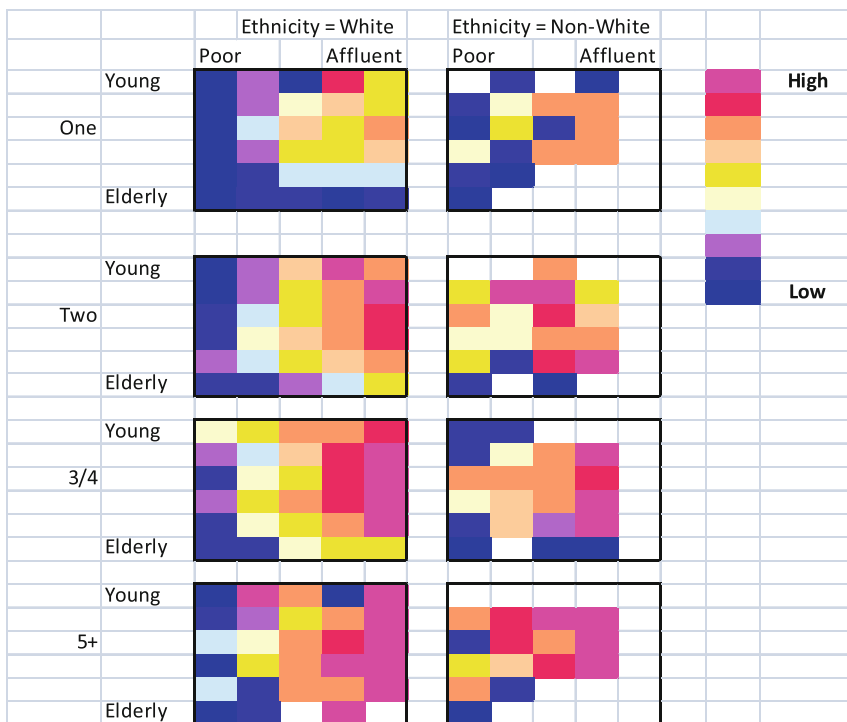 Ethnicity = White Ethnicity = Non-White
Poor Affluent Poor Affluent
Young High
One
Elderly
Young
Two Low
Elderly
Young
3/4
Elderly
Young
5+
Elderly